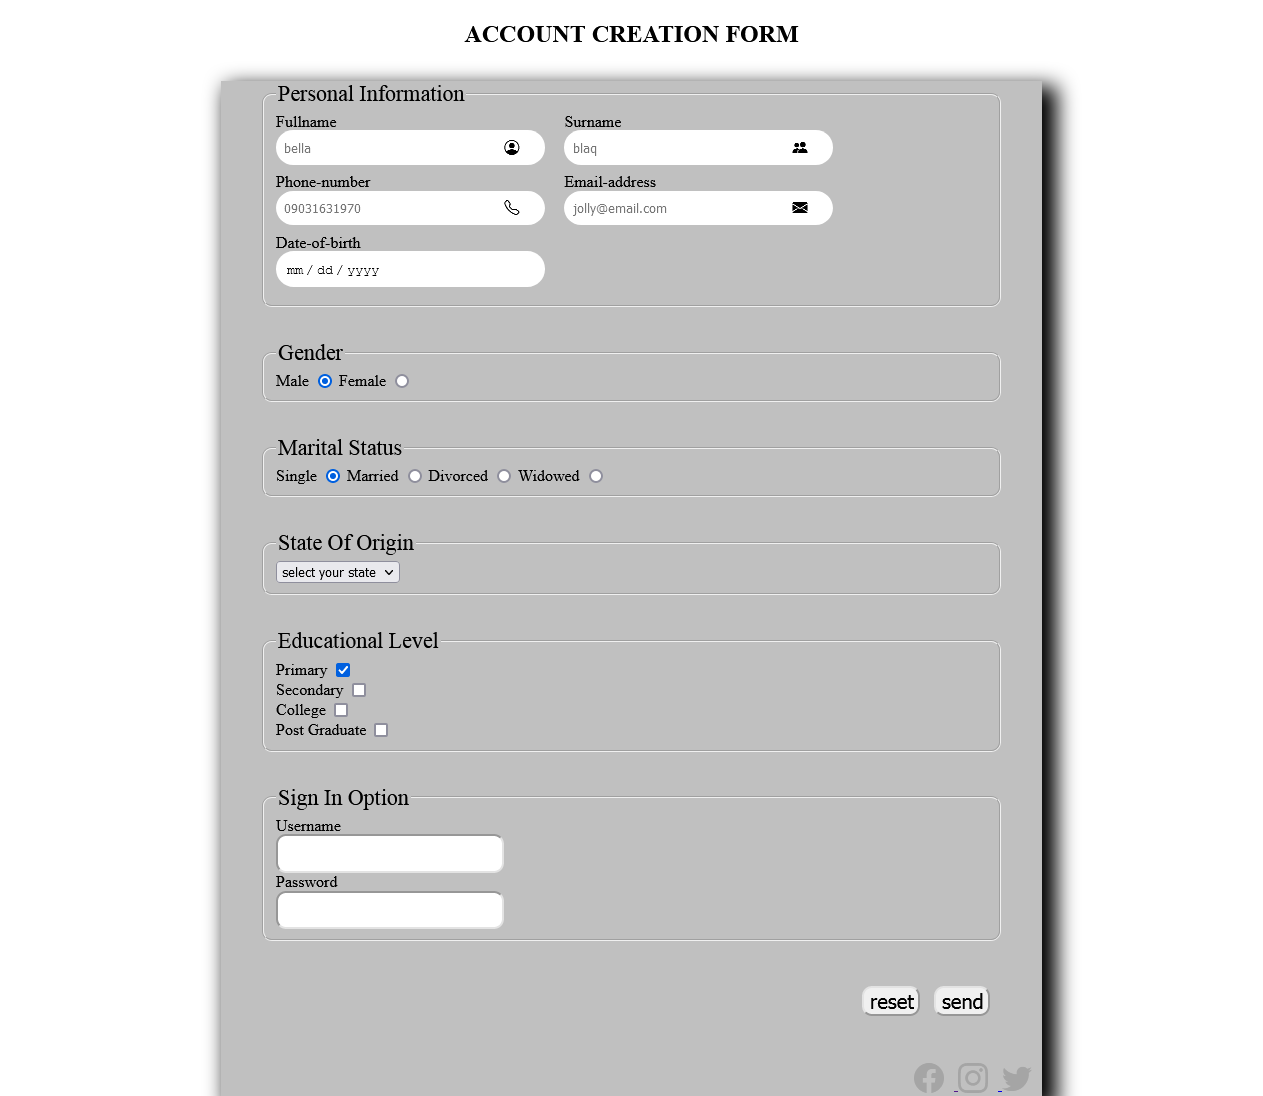 ACCOUNT CREATION FORM
Personal Information
Fullname Surname
bella blaq
Phone-number Email-address
09031631970 jolly@email.com
Date-of-birth
mm / dd / yyyy
Gender
Male Female
Marital Status
Single Married Divorced Widowed
State Of Origin
select your state
Educational Level
Primary
Secondary
College
Post Graduate
Sign In Option
Username
Password
reset send